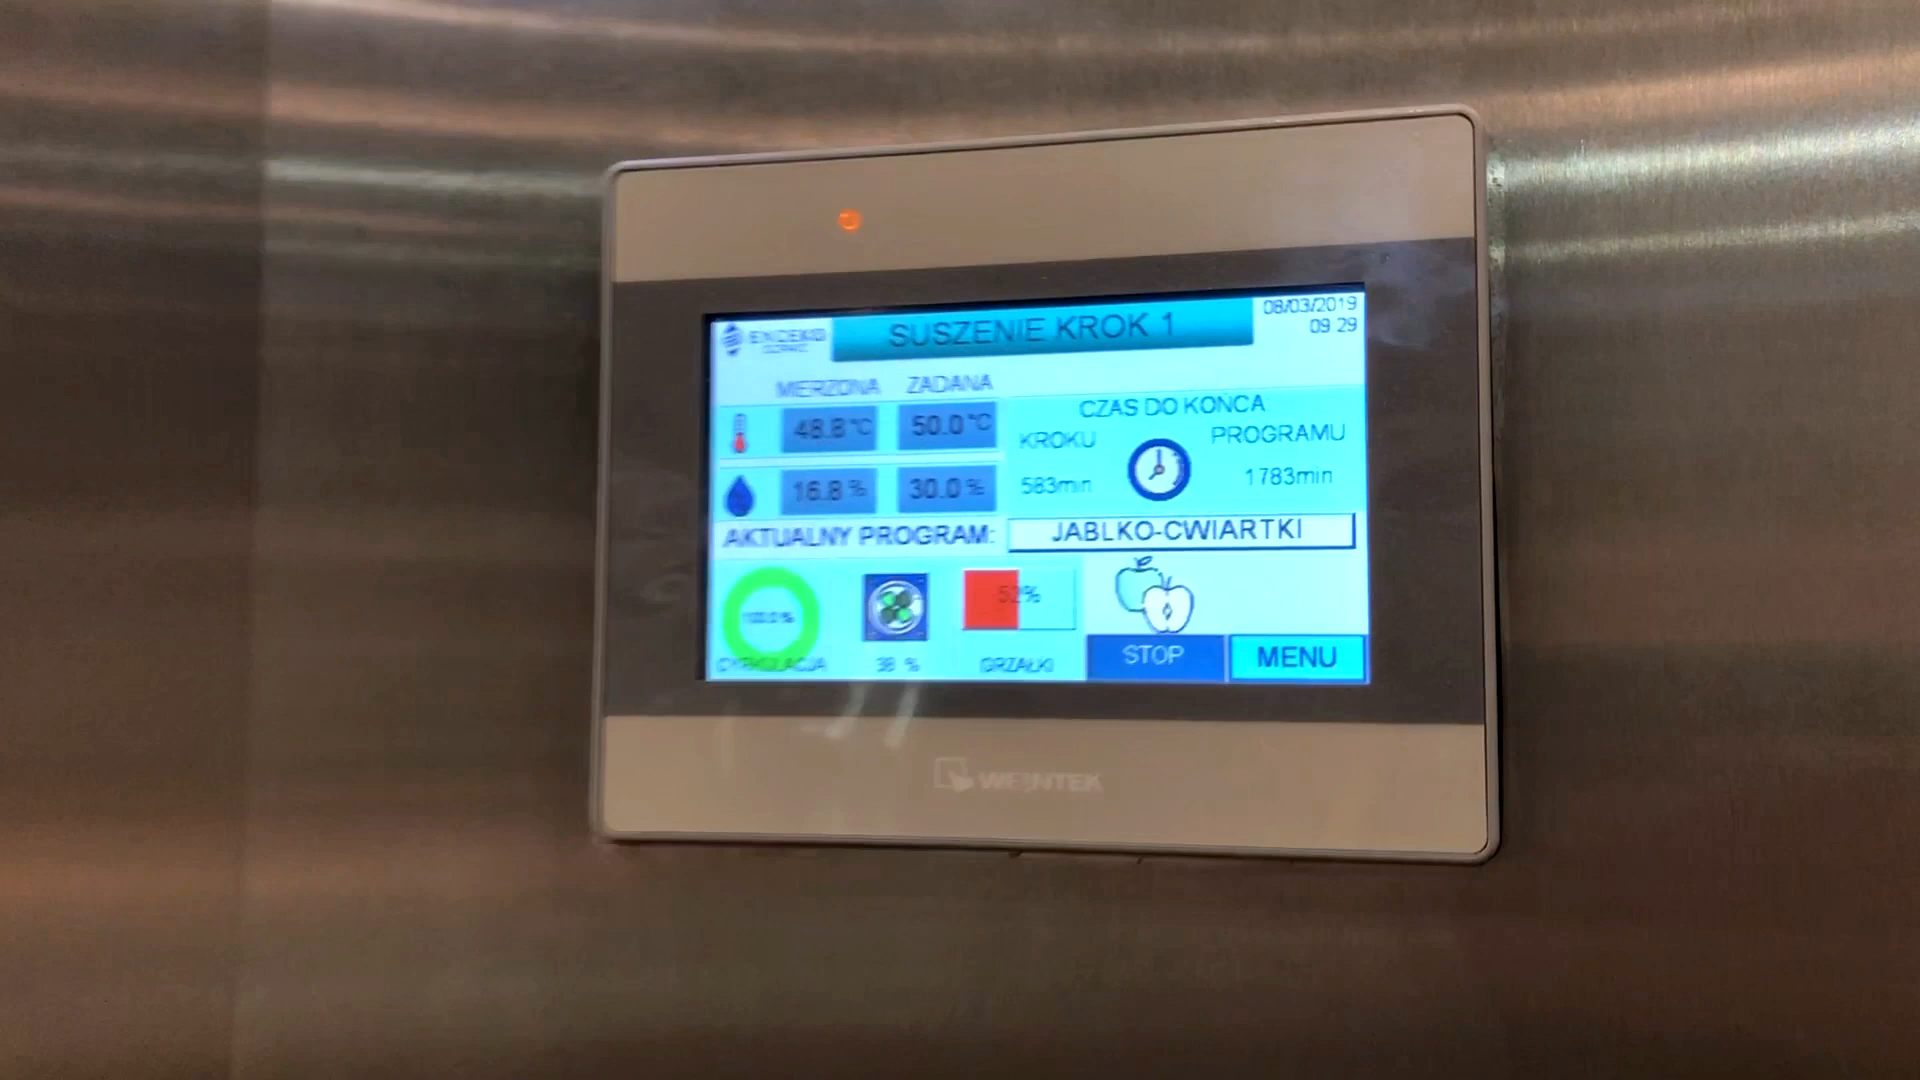 SUSZENIE KROK 1
08/03/2019
09 29
MIERZONA ZADANA
48.8 °C 50.0 °C
16.8 % 30.0 %
CZAS DO KOŃCA
KROKU PROGRAMU
583min 1783min
AKTUALNY PROGRAM: JABLKO-CWIARTKI
100.0 % 52%
CYRKULACJA 38 % GRZAŁKI
STOP MENU
WEINTEK